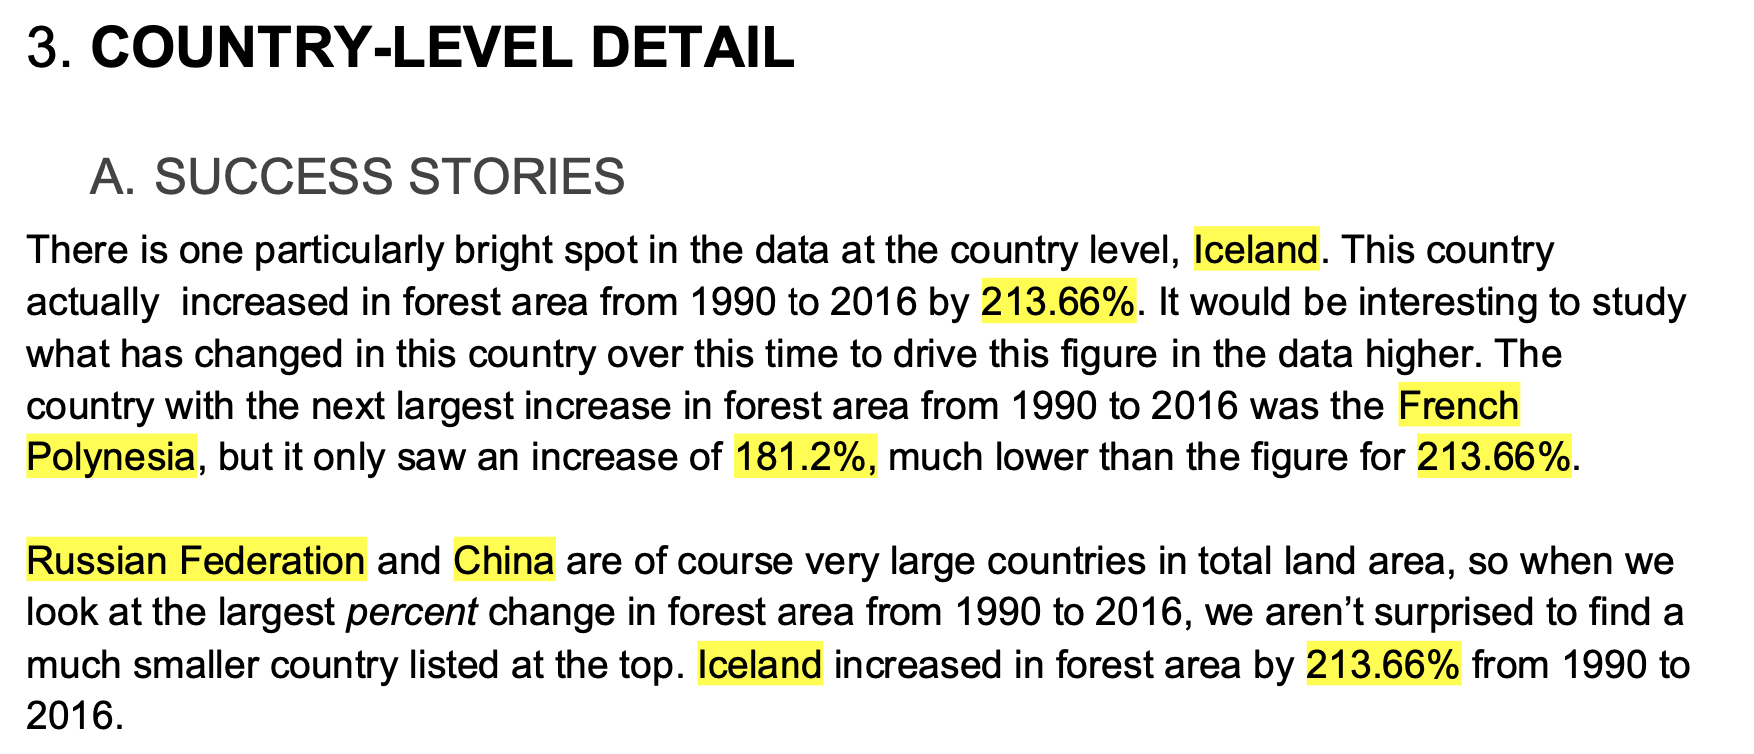 3. COUNTRY-LEVEL DETAIL
A. SUCCESS STORIES
There is one particularly bright spot in the data at the country level, Iceland. This country
actually  increased in forest area from 1990 to 2016 by 213.66%. It would be interesting to study
what has changed in this country over this time to drive this figure in the data higher. The
country with the next largest increase in forest area from 1990 to 2016 was the French
Polynesia, but it only saw an increase of 181.2%, much lower than the figure for 213.66%.
Russian Federation and China are of course very large countries in total land area, so when we
look at the largest percent change in forest area from 1990 to 2016, we aren’t surprised to find a
much smaller country listed at the top. Iceland increased in forest area by 213.66% from 1990 to
2016.